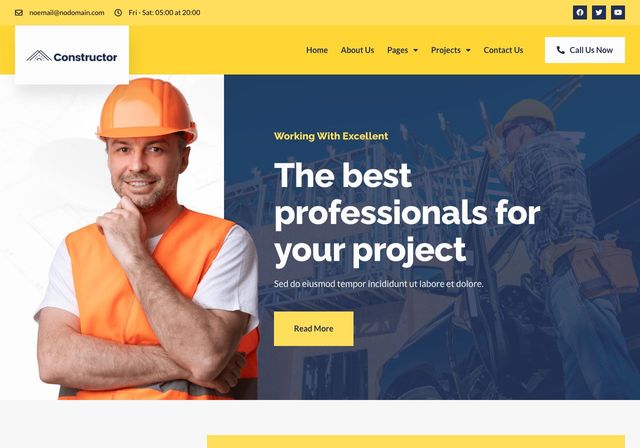 noemail@nodomain.com
Fri - Sat: 05:00 at 20:00
Constructor
Home
About Us
Pages
Projects
Contact Us
Call Us Now
Working With Excellent
The best
professionals for
your project
Sed do eiusmod tempor incididunt ut labore et dolore.
Read More